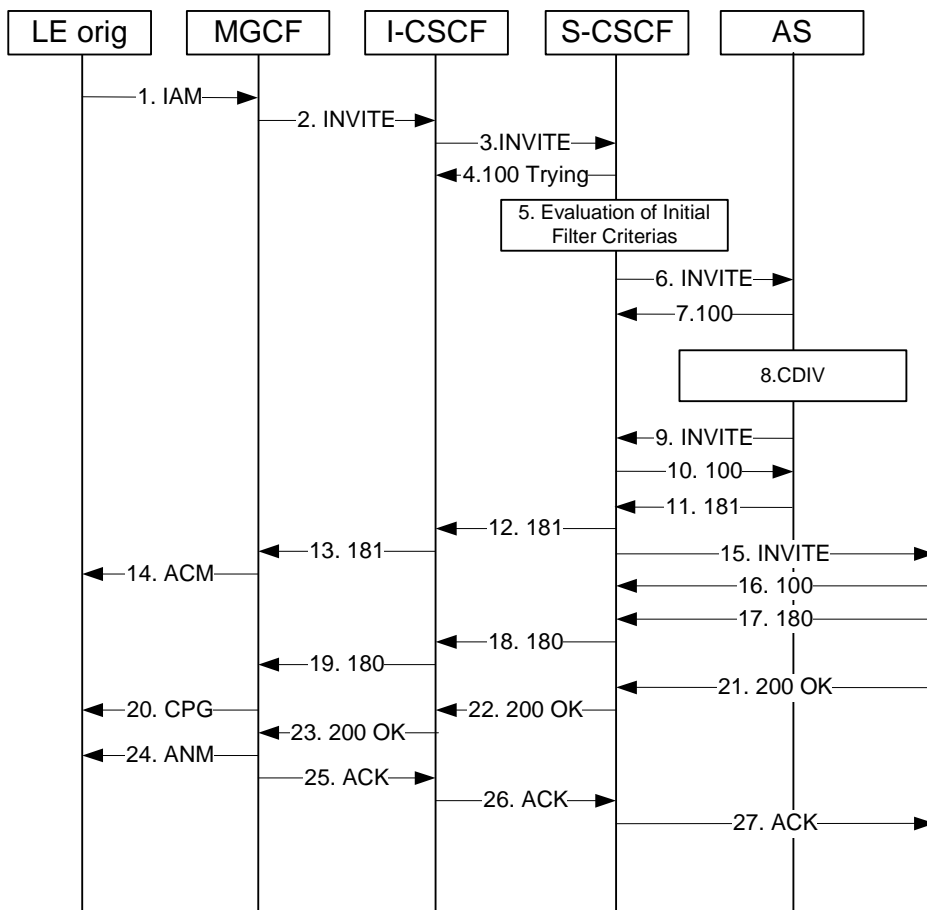 LE orig
MGCF
I-CSCF
S-CSCF
AS
1. IAM
2. INVITE
3.INVITE
4.100 Trying
5. Evaluation of Initial
Filter Criterias
6. INVITE
7.100
8.CDIV
9. INVITE
10. 100
11. 181
12. 181
13. 181
15. INVITE
14. ACM
16. 100
17. 180
18. 180
19. 180
21. 200 OK
20. CPG
22. 200 OK
23. 200 OK
24. ANM
25. ACK
26. ACK
27. ACK